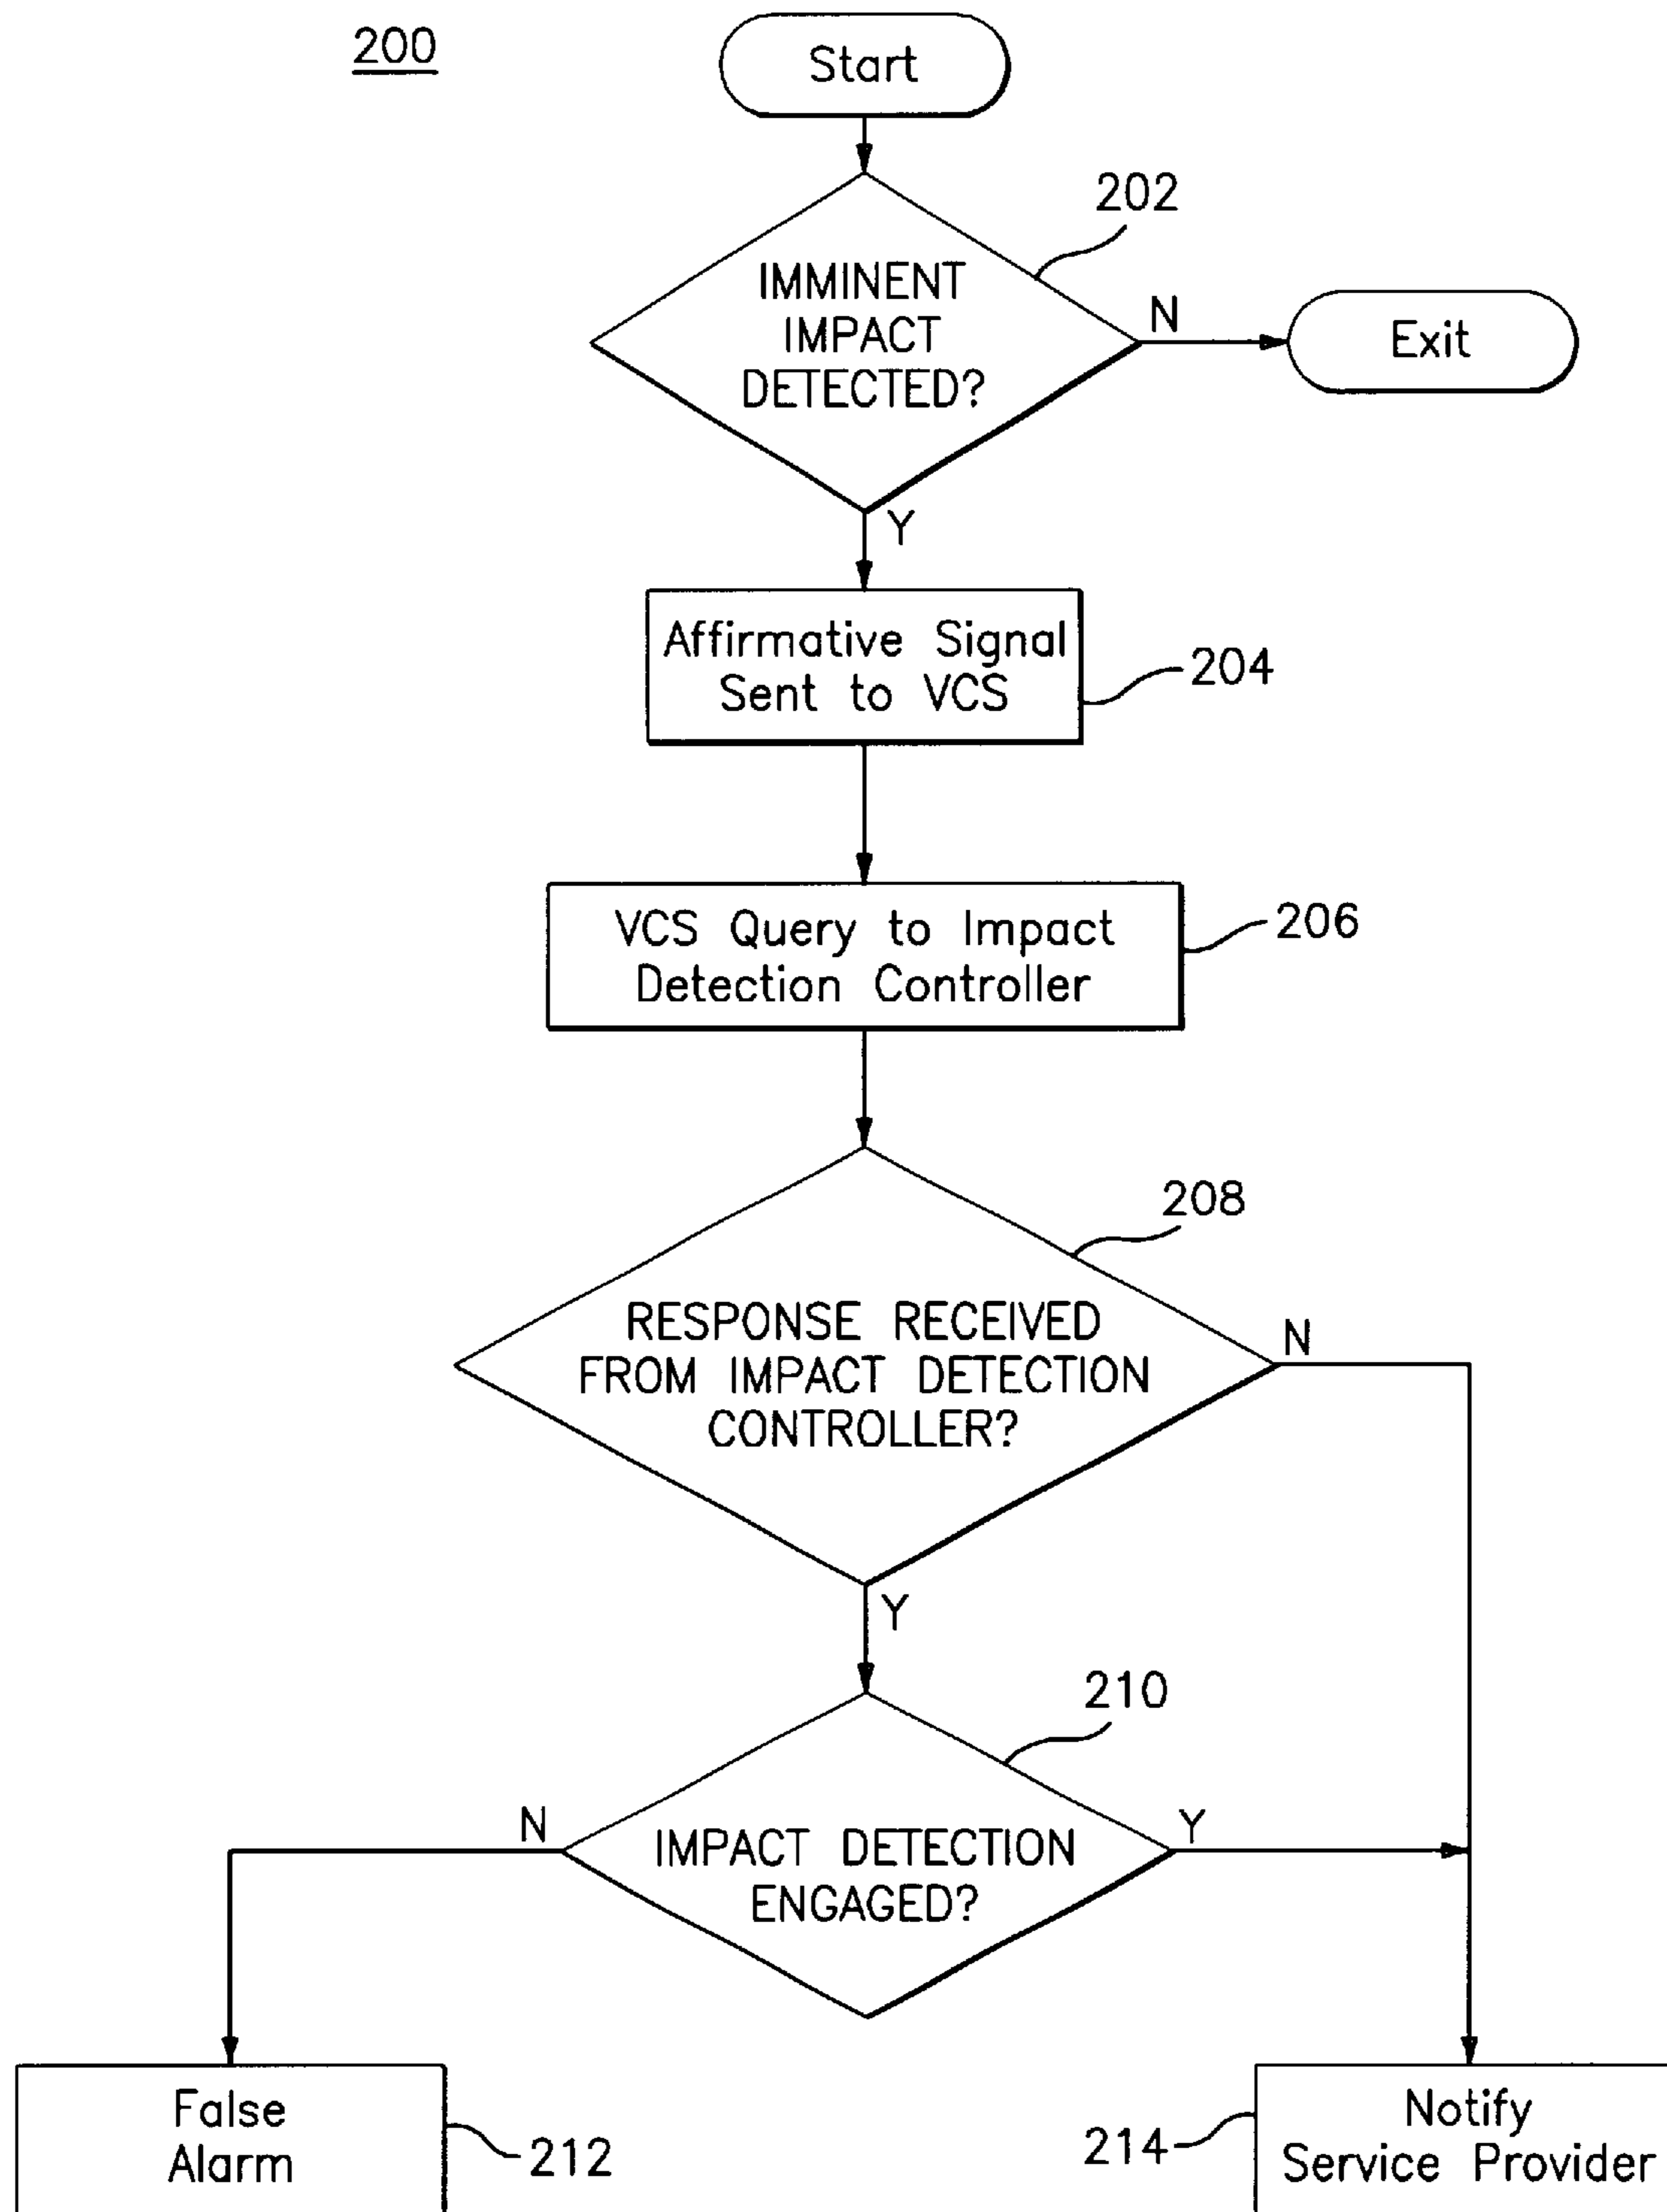 200
Start
202
IMMINENT
IMPACT
DETECTED?
N
Exit
Y
Affirmative Signal
Sent to VCS
204
VCS Query to Impact
Detection Controller
206
208
RESPONSE RECEIVED
FROM IMPACT DETECTION
CONTROLLER?
N
Y
210
N
IMPACT DETECTION
ENGAGED?
Y
False
Alarm
212
214
Notify
Service Provider